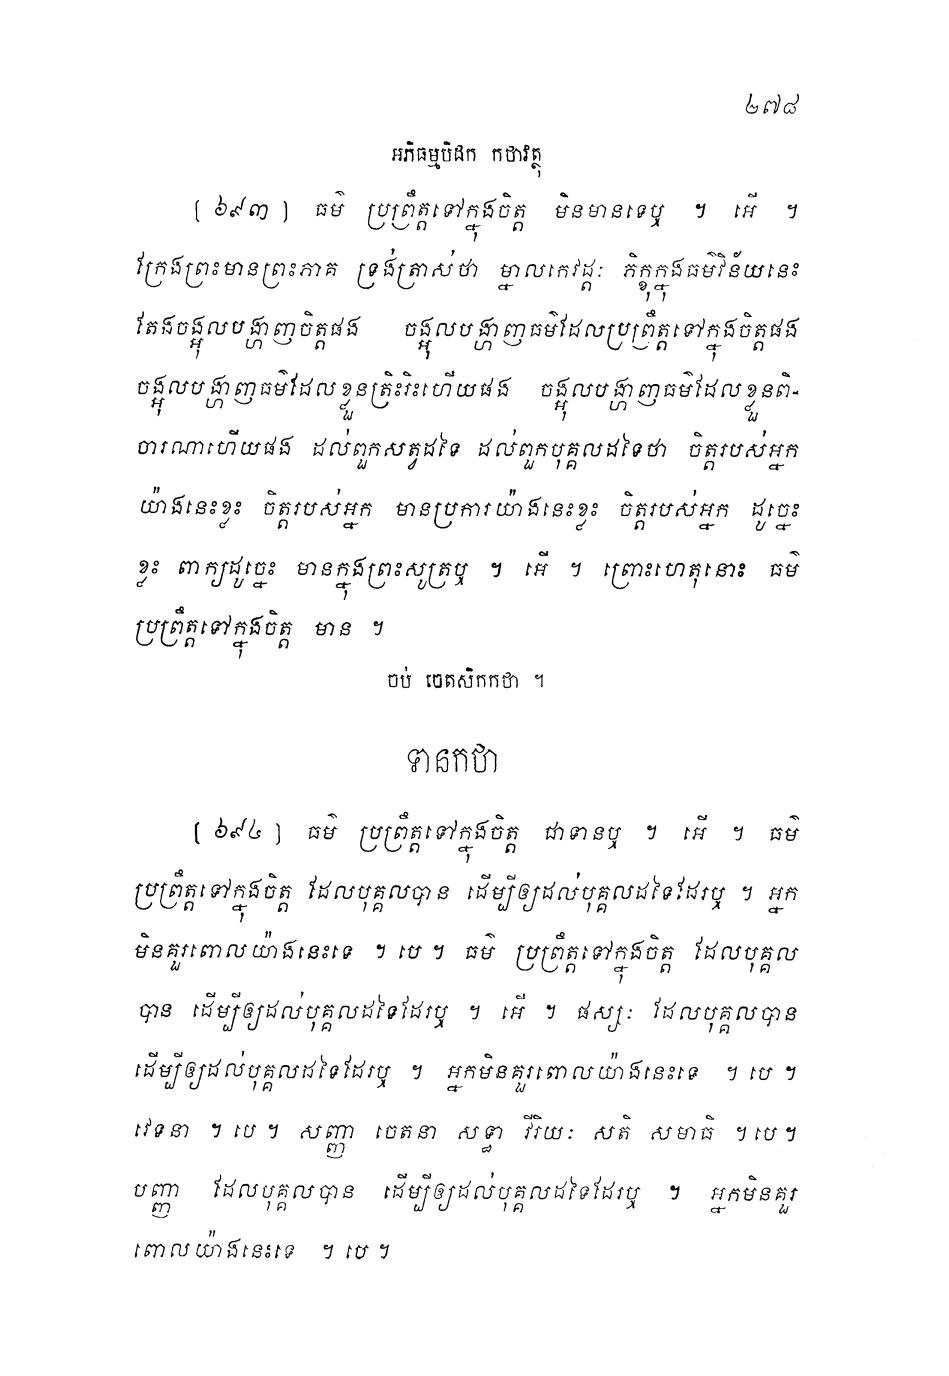 ២៧៨
អភិធម្មបិដក កថាវត្ថុ
[ ៦៩៣ ] ធម៌ ប្រព្រឹត្តទៅក្នុងចិត្ត មិនមានទេឬ ។ អើ ។
ក្រែងព្រះមានព្រះភាគ ទ្រង់ត្រាស់ថា ម្នាលកេវដ្ដៈ ភិក្ខុក្នុងធម៌វិន័យនេះ
តែងចង្អុលបង្ហាញចិត្តផង ចង្អុលបង្ហាញធម៌ដែលប្រព្រឹត្តទៅក្នុងចិត្តផង
ចង្អុលបង្ហាញធម៌ដែលខ្លួនត្រិះរិះហើយផង ចង្អុលបង្ហាញធម៌ដែលខ្លួនពិ-
ចារណាហើយផង ដល់ពួកសត្វដទៃ ដល់ពួកបុគ្គលដទៃថា ចិត្តរបស់អ្នក
យ៉ាងនេះខ្លះ ចិត្តរបស់អ្នក មានប្រការយ៉ាងនេះខ្លះ ចិត្តរបស់អ្នក ដូច្នេះ
ខ្លះ ពាក្យដូច្នេះ មានក្នុងព្រះសូត្រឬ ។ អើ ។ ព្រោះហេតុនោះ ធម៌
ប្រព្រឹត្តទៅក្នុងចិត្ត មាន ។
ចប់ ចេតសិកកថា ។
ទានកថា
[ ៦៩៤ ] ធម៌ ប្រព្រឹត្តទៅក្នុងចិត្ត ជាទានឬ ។ អើ ។ ធម៌
ប្រព្រឹត្តទៅក្នុងចិត្ត ដែលបុគ្គលបាន ដើម្បីឲ្យដល់បុគ្គលដទៃដែរឬ ។ អ្នក
មិនគួរពោលយ៉ាងនេះទេ ។ បេ ។ ធម៌ ប្រព្រឹត្តទៅក្នុងចិត្ត ដែលបុគ្គល
បាន ដើម្បីឲ្យដល់បុគ្គលដទៃដែរឬ ។ អើ ។ ផស្សៈ ដែលបុគ្គលបាន
ដើម្បីឲ្យដល់បុគ្គលដទៃដែរឬ ។ អ្នកមិនគួរពោលយ៉ាងនេះទេ ។ បេ ។
វេទនា ។ បេ ។ សញ្ញា ចេតនា សទ្ធា វីរិយៈ សតិ សមាធិ ។ បេ ។
បញ្ញា ដែលបុគ្គលបាន ដើម្បីឲ្យដល់បុគ្គលដទៃដែរឬ ។ អ្នកមិនគួរ
ពោលយ៉ាងនេះទេ ។ បេ ។